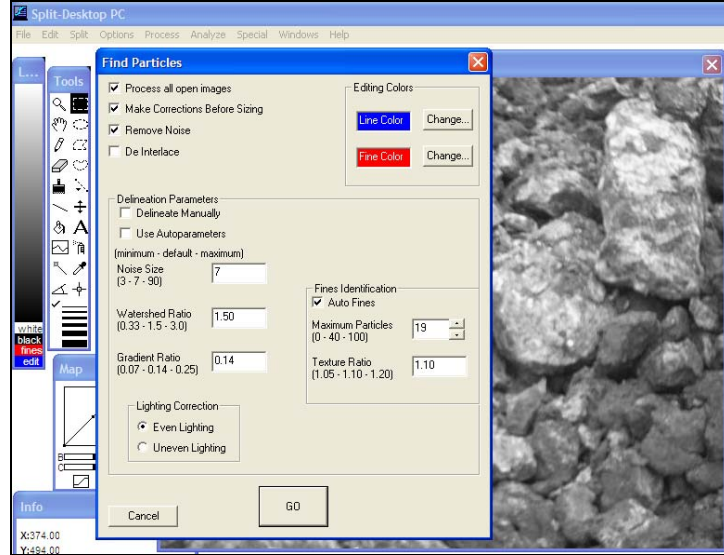 Split-Desktop PC
File Edit Split Options Process Analyze Special Windows Help
L...
Tools
white
black
fines
edit
Map
Info
X:374.00
Y:494.00
Find Particles
Process all open images
Make Corrections Before Sizing
Remove Noise
De Interlace
Editing Colors
Line Color Change...
Fine Color Change...
Delineation Parameters
Delineate Manually
Use Autoparameters
(minimum - default - maximum)
Noise Size
(3 - 7 - 90)
7
Watershed Ratio
(0.33 - 1.5 - 3.0)
1.50
Gradient Ratio
(0.07 - 0.14 - 0.25)
0.14
Fines Identification
Auto Fines
Maximum Particles
(0 - 40 - 100)
19
Texture Ratio
(1.05 - 1.10 - 1.20)
1.10
Lighting Correction
Even Lighting
Uneven Lighting
Cancel
GO